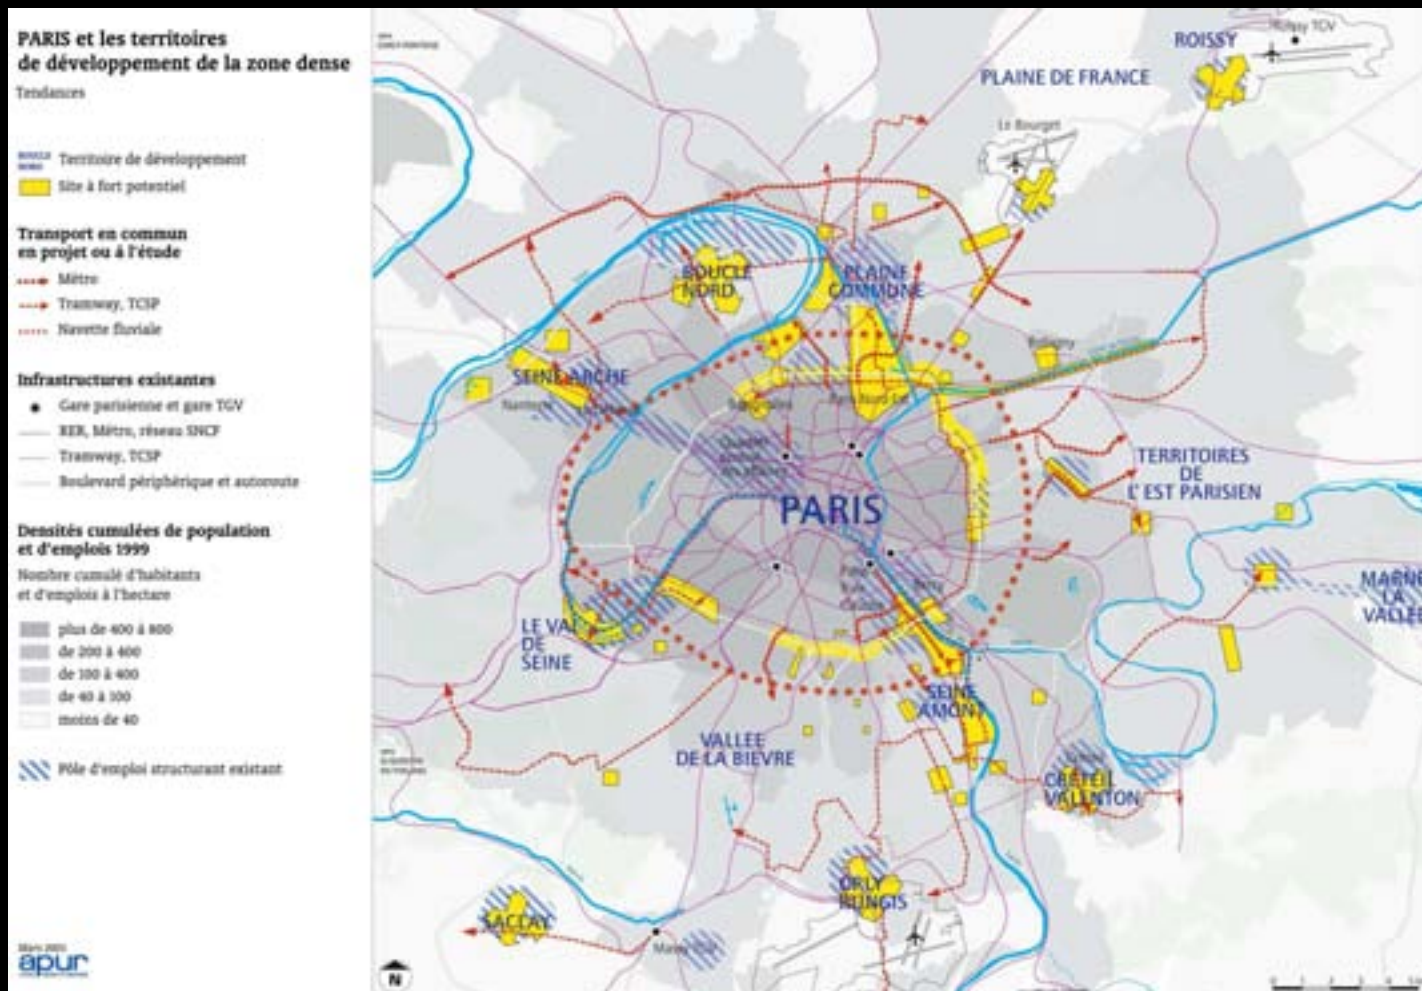 PARIS et les territoires
de développement de la zone dense
Tendances
Territoire de développement
Site à fort potentiel
Transport en commun
en projet ou à l'étude
Métro
Tramway, TCSP
Navette fluviale
Infrastructures existantes
Gare parisienne et gare TGV
RER, Métro, réseau SNCF
Tramway, TCSP
Boulevard périphérique et autoroute
Densités cumulées de population
et d'emplois 1999
Nombre cumulé d'habitants
et d'emplois à l'hectare
plus de 400 à 800
de 200 à 400
de 100 à 400
de 40 à 100
moins de 40
Pôle d'emploi structurant existant
apur
Roissy TGV
ROISSY
PLAINE DE FRANCE
Le Bourget
BOUCLE
NORD
PLAINE
COMMUNE
Bobigny
SEINE ARCHE
Paris Nord-Est
TERRITOIRES
DE
L'EST PARISIEN
PARIS
MARNE
LA
VALLEE
LE VAL
DE
SEINE
SEINE
AMONT
VALLEE
DE LA BIEVRE
CRETEIL
VALENTON
ORLY
RUNGIS
SACLAY
N